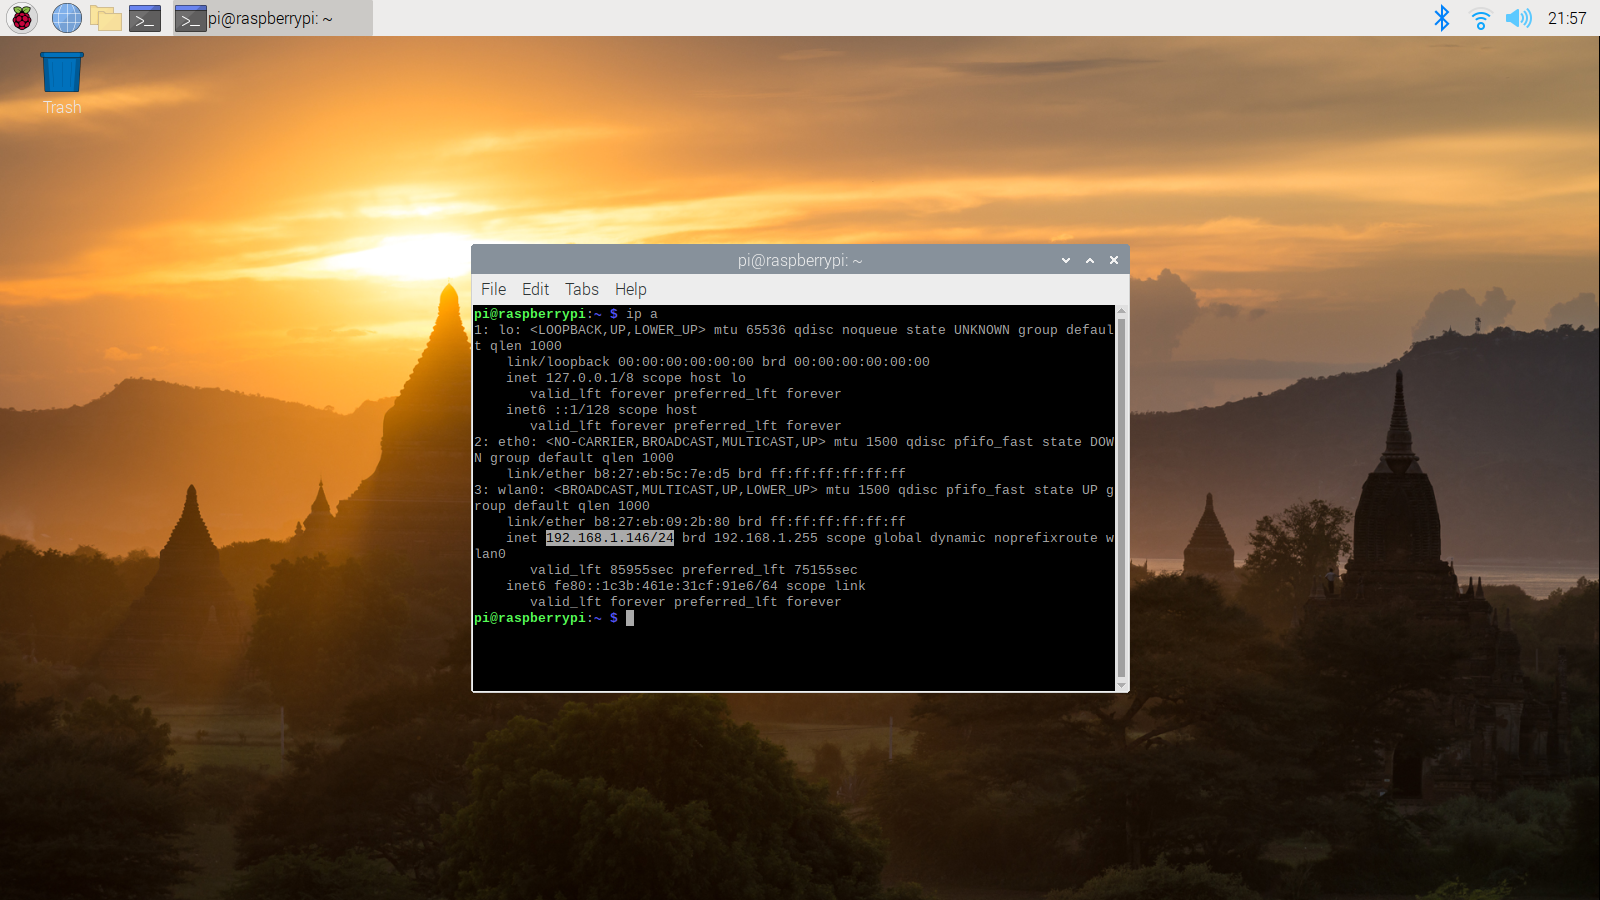 pi@raspberrypi: ~
21:57
Trash
pi@raspberrypi: ~
File Edit Tabs Help
pi@raspberrypi:~ $ ip a
1: lo: <LOOPBACK,UP,LOWER_UP> mtu 65536 qdisc noqueue state UNKNOWN group defaul
t qlen 1000
    link/loopback 00:00:00:00:00:00 brd 00:00:00:00:00:00
    inet 127.0.0.1/8 scope host lo
       valid_lft forever preferred_lft forever
    inet6 ::1/128 scope host
       valid_lft forever preferred_lft forever
2: eth0: <NO-CARRIER,BROADCAST,MULTICAST,UP> mtu 1500 qdisc pfifo_fast state DOW
N group default qlen 1000
    link/ether b8:27:eb:5c:7e:d5 brd ff:ff:ff:ff:ff:ff
3: wlan0: <BROADCAST,MULTICAST,UP,LOWER_UP> mtu 1500 qdisc pfifo_fast state UP g
roup default qlen 1000
    link/ether b8:27:eb:09:2b:80 brd ff:ff:ff:ff:ff:ff
    inet 192.168.1.146/24 brd 192.168.1.255 scope global dynamic noprefixroute w
lan0
       valid_lft 85955sec preferred_lft 75155sec
    inet6 fe80::1c3b:461e:31cf:91e6/64 scope link
       valid_lft forever preferred_lft forever
pi@raspberrypi:~ $